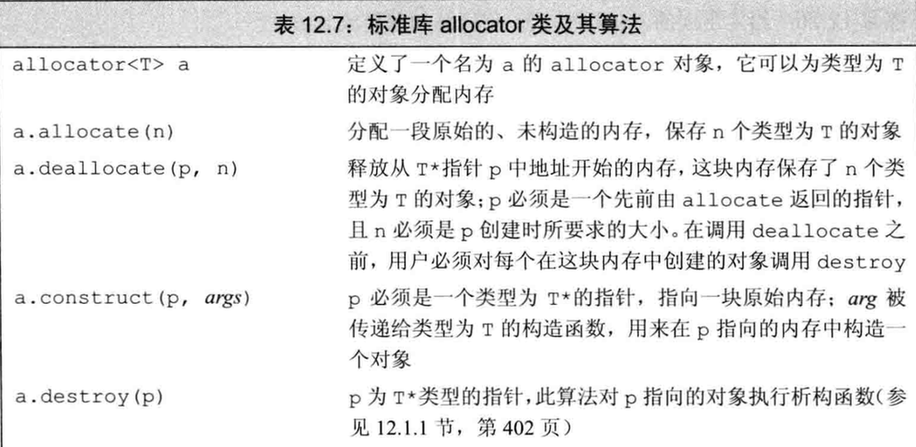 表 12.7：标准库 allocator 类及其算法
allocator<T> a 定义了一个名为 a 的 allocator 对象，它可以为类型为 T
的对象分配内存
a.allocate(n) 分配一段原始的、未构造的内存，保存 n 个类型为 T 的对象
a.deallocate(p, n) 释放从 T*指针 p 中地址开始的内存，这块内存保存了 n 个类
型为 T 的对象；p 必须是一个先前由 allocate 返回的指针，
且 n 必须是 p 创建时所要求的大小。在调用 deallocate 之
前，用户必须对每个在这块内存中创建的对象调用 destroy
a.construct(p, args) p 必须是一个类型为 T*的指针，指向一块原始内存；arg 被
传递给类型为 T 的构造函数，用来在 p 指向的内存中构造一
个对象
a.destroy(p) p 为 T*类型的指针，此算法对 p 指向的对象执行析构函数（参
见 12.1.1 节，第 402 页）